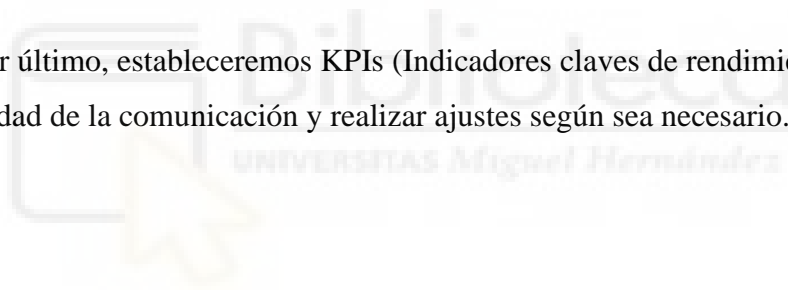 Biblioteca
r último, estableceremos KPIs (Indicadores claves de rendimie
dad de la comunicación y realizar ajustes según sea necesario.
UNIVERSITAS Miguel Hernández